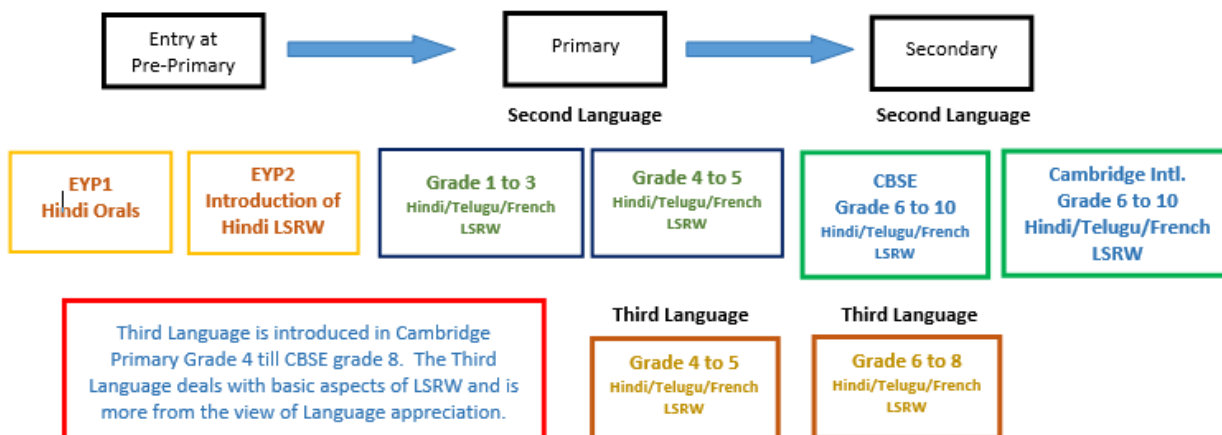 Entry at
Pre-Primary
Primary
Secondary
Second Language
Second Language
EYP1
Hindi Orals
EYP2
Introduction of
Hindi LSRW
Grade 1 to 3
Hindi/Telugu/French
LSRW
Grade 4 to 5
Hindi/Telugu/French
LSRW
CBSE
Grade 6 to 10
Hindi/Telugu/French
LSRW
Cambridge Intl.
Grade 6 to 10
Hindi/Telugu/French
LSRW
Third Language is introduced in Cambridge
Primary Grade 4 till CBSE grade 8. The Third
Language deals with basic aspects of LSRW and is
more from the view of Language appreciation.
Third Language
Grade 4 to 5
Hindi/Telugu/French
LSRW
Third Language
Grade 6 to 8
Hindi/Telugu/French
LSRW